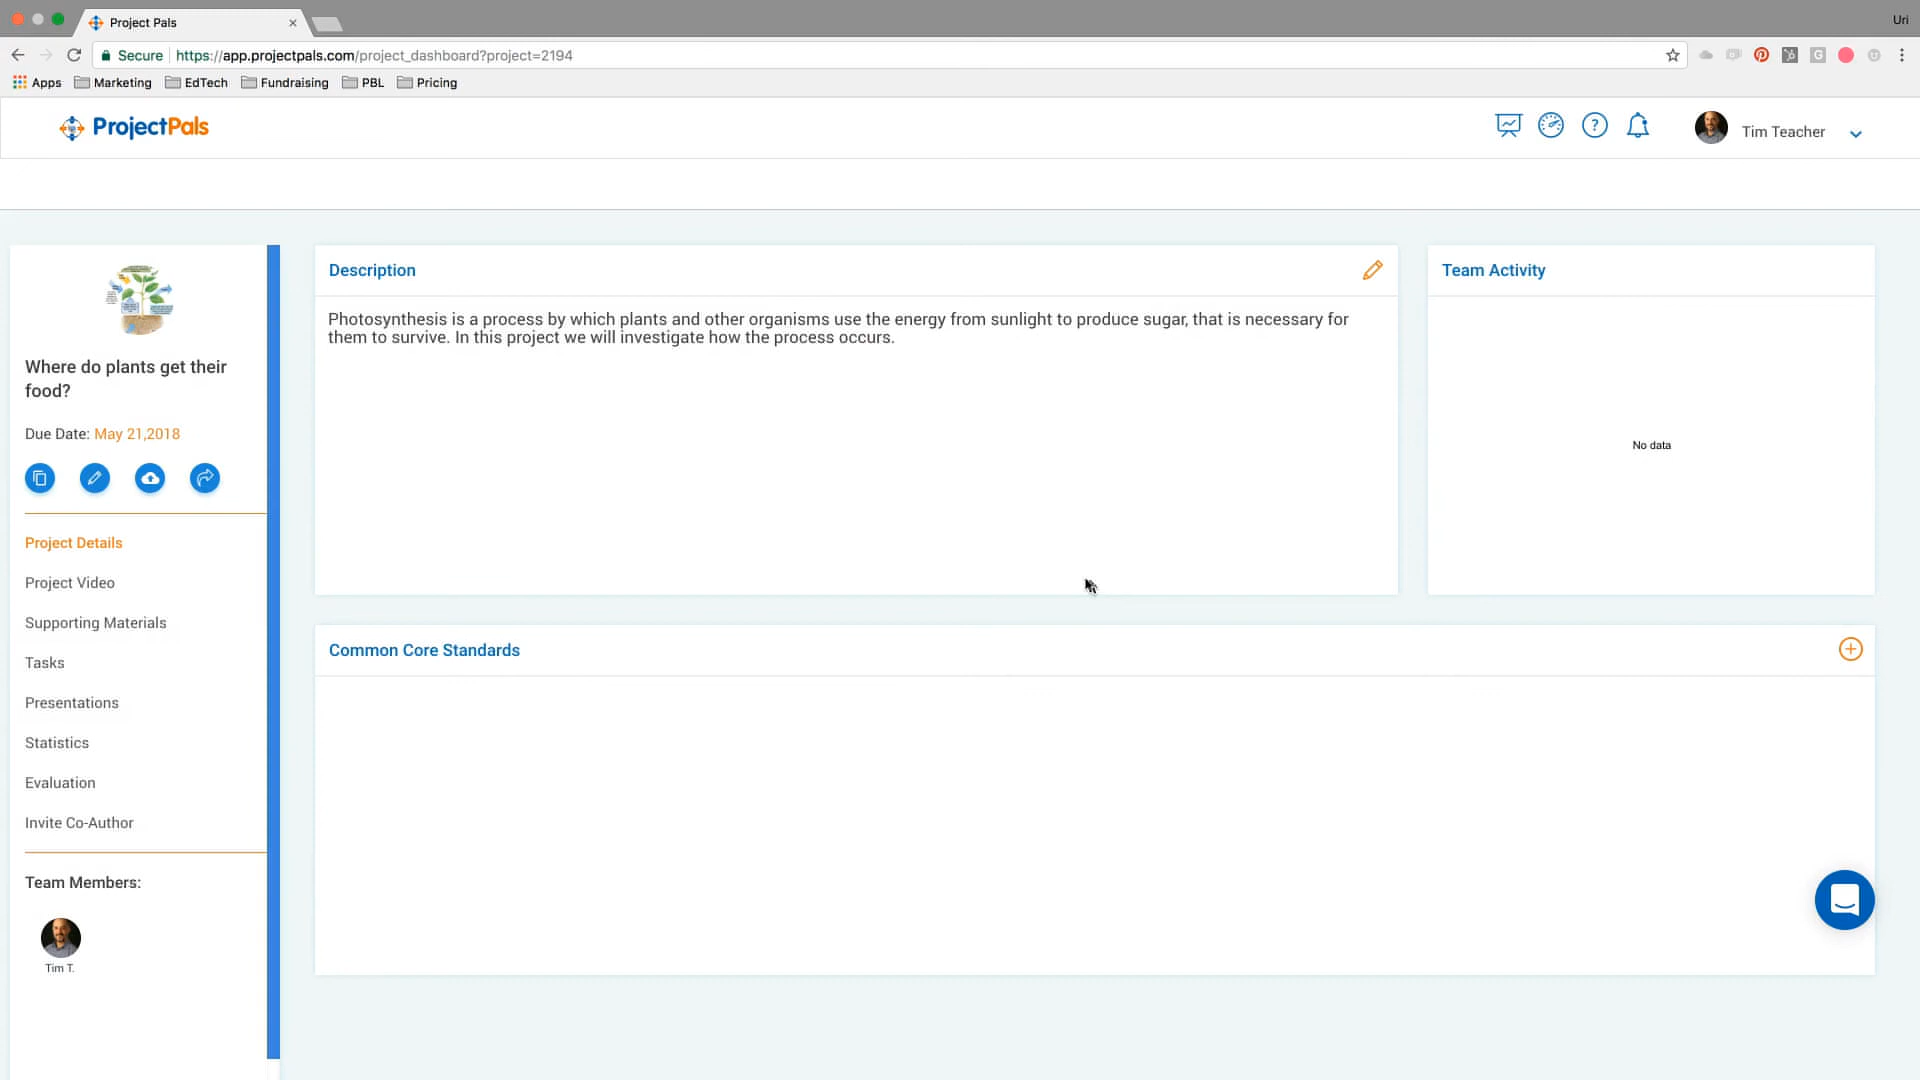 Project Pals
Uri
Secure
https://app.projectpals.com/project_dashboard?project=2194
Apps
Marketing
EdTech
Fundraising
PBL
Pricing
ProjectPals
?
Tim Teacher
Where do plants get their
food?
Due Date: May 21,2018
Project Details
Project Video
Supporting Materials
Tasks
Presentations
Statistics
Evaluation
Invite Co-Author
Team Members:
Tim T.
Description
Photosynthesis is a process by which plants and other organisms use the energy from sunlight to produce sugar, that is necessary for
them to survive. In this project we will investigate how the process occurs.
Team Activity
No data
Common Core Standards